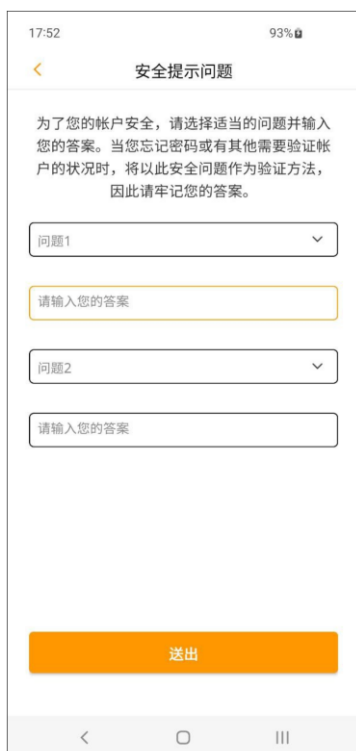 17:52 93%
安全提示问题
为了您的帐户安全，请选择适当的问题并输入
您的答案。当您忘记密码或有其他需要验证帐
户的状况时，将以此安全问题作为验证方法，
因此请牢记您的答案。
问题1
请输入您的答案
问题2
请输入您的答案
送出